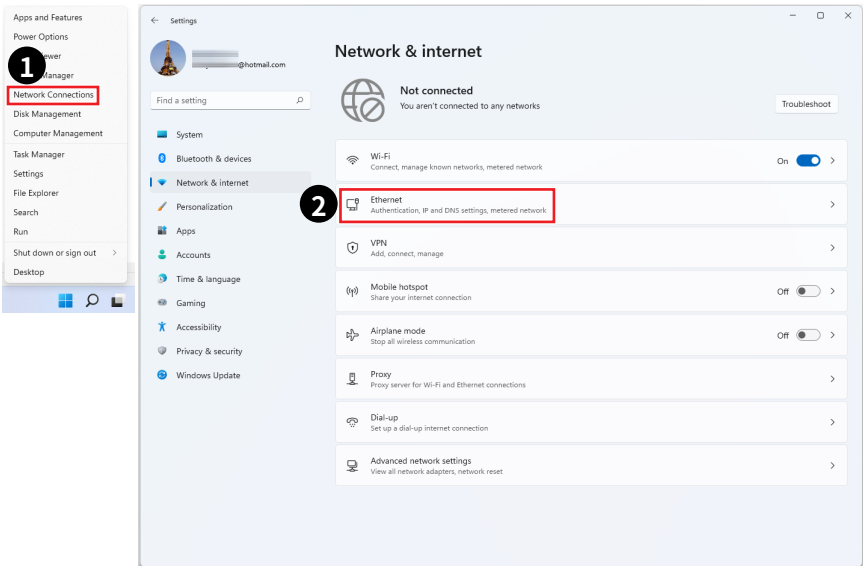 Apps and Features
Power Options
ewer
1
Manager
Network Connections
Disk Management
Computer Management
Task Manager
Settings
File Explorer
Search
Run
Shut down or sign out
Desktop
Settings
@hotmail.com
Find a setting
System
Bluetooth & devices
Network & internet
Personalization
Apps
Accounts
Time & language
Gaming
Accessibility
Privacy & security
Windows Update
Network & internet
Not connected
You aren't connected to any networks
Troubleshoot
Wi-Fi
Connect, manage known networks, metered network
On
2
Ethernet
Authentication, IP and DNS settings, metered network
VPN
Add, connect, manage
Mobile hotspot
Share your internet connection
Off
Airplane mode
Stop all wireless communication
Off
Proxy
Proxy server for Wi-Fi and Ethernet connections
Dial-up
Set up a dial-up internet connection
Advanced network settings
View all network adapters, network reset